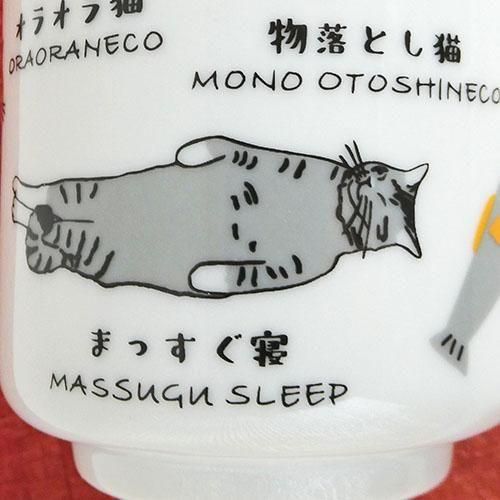 オラオラ猫
ORAORANECO
物落とし猫
MONO OTOSHINECO
まっすぐ寝
MASSUGU SLEEP